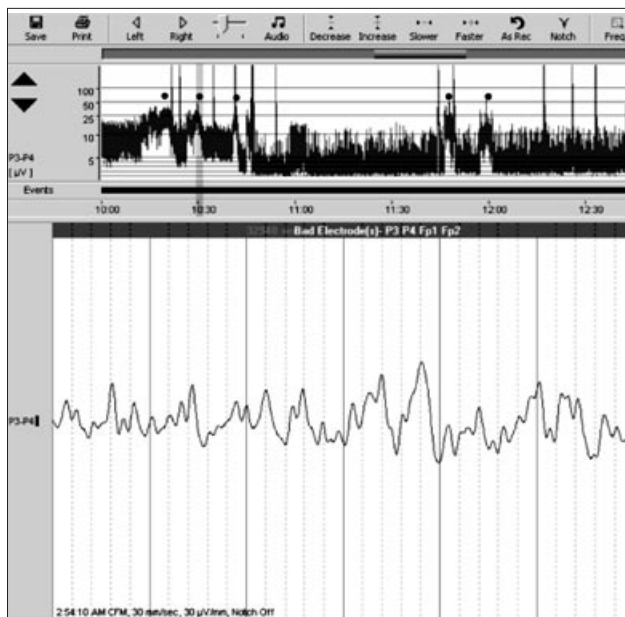 Save Print Left Right Audio Decrease Increase Slower Faster As Rec Notch Freq
100
50
25
10
5
P3-P4
[µV]
Events
10:00 10:30 11:00 11:30 12:00 12:30
Bad Electrode(s)- P3 P4 Fp1 Fp2
P3-P4
2:54:10 AM CFM, 30 mm/sec, 30 µV/mm, Notch Off